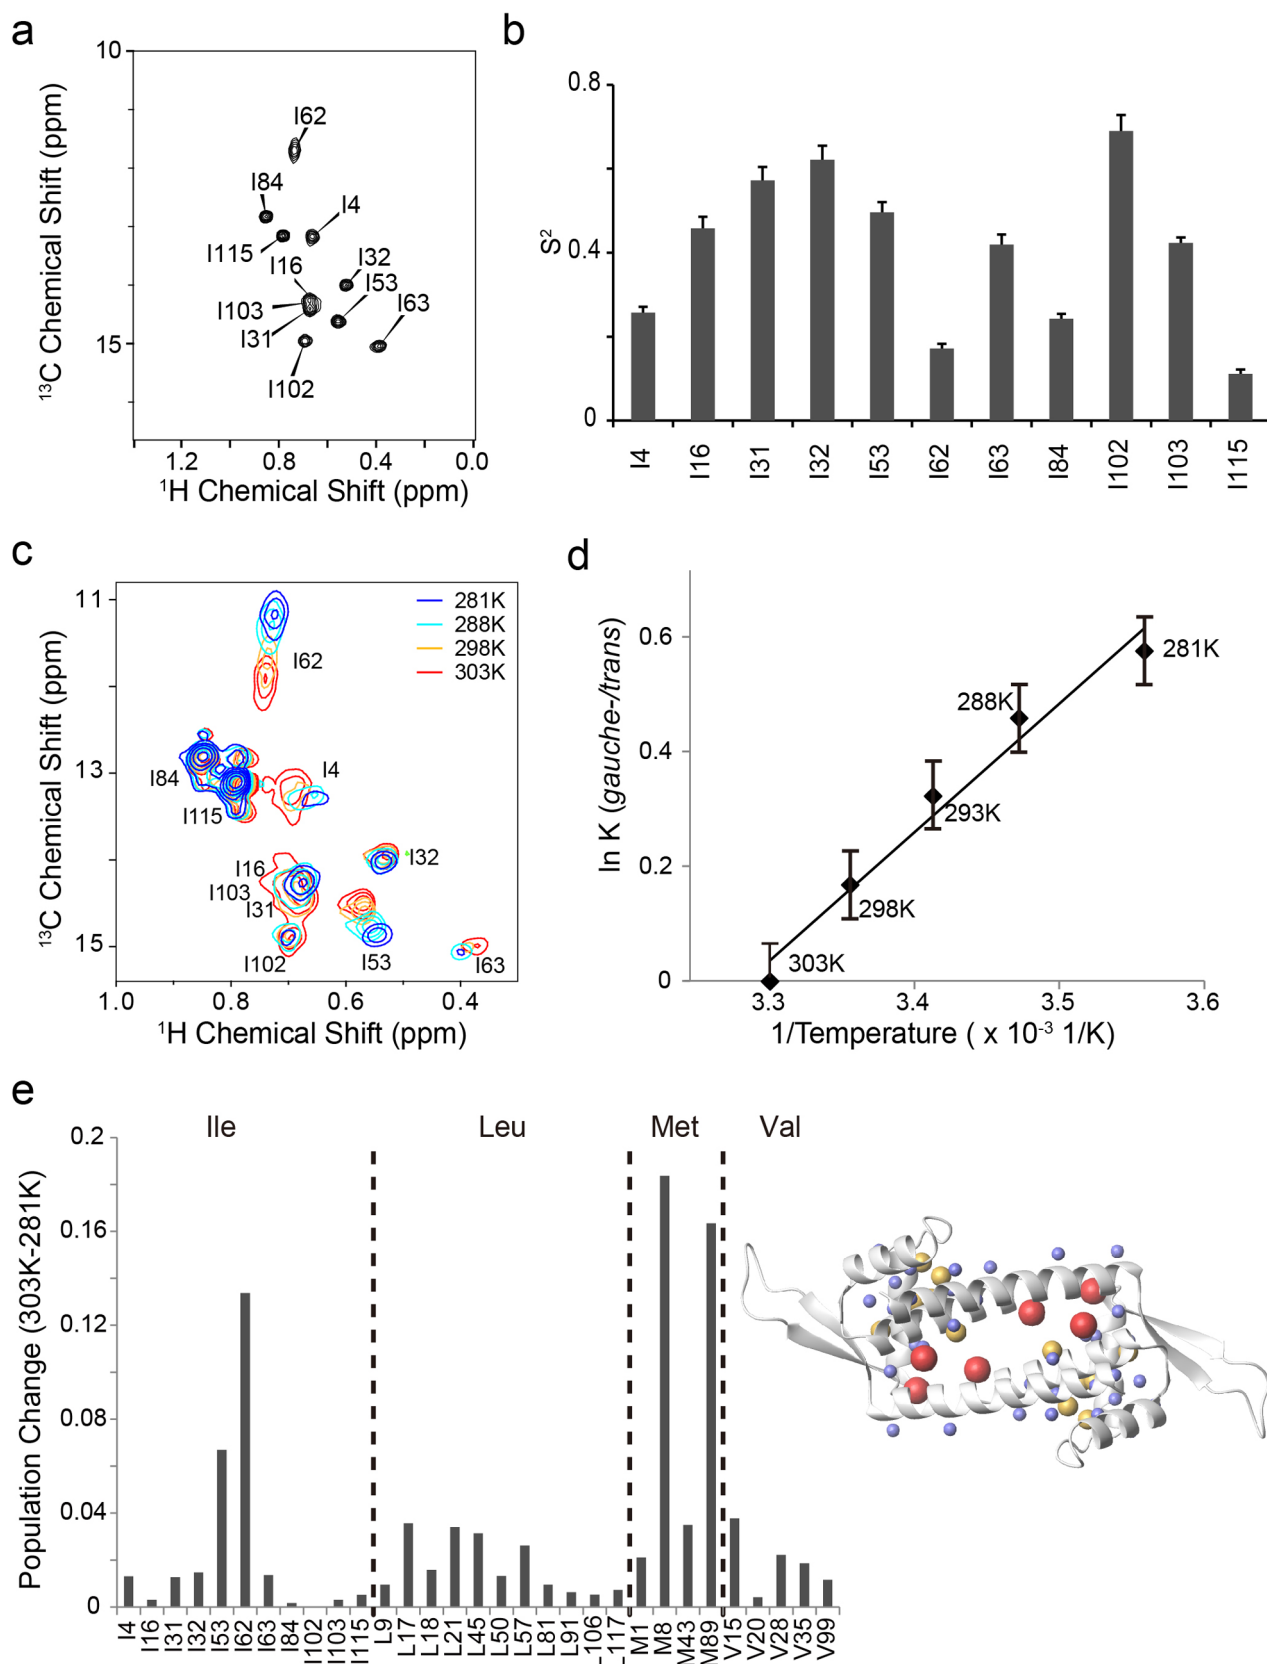 a
10
15
¹³C Chemical Shift (ppm)
I62
I84
I4
I115
I16
I32
I53
I103
I63
I31
I102
1.2
0.8
0.4
0.0
¹H Chemical Shift (ppm)
b
0.8
0.4
0
S²
I4
I16
I31
I32
I53
I62
I63
I84
I102
I103
I115
c
11
13
15
¹³C Chemical Shift (ppm)
281K
288K
298K
303K
I62
I84
I4
I115
I16
I32
I103
I31
I102
I53
I63
1.0
0.8
0.6
0.4
¹H Chemical Shift (ppm)
d
0.6
0.4
0.2
0
ln K (gauche-/trans)
281K
288K
293K
298K
303K
3.3
3.4
3.5
3.6
1/Temperature ( x 10⁻³ 1/K)
e
Ile
Leu
Met
Val
0.2
0.16
0.12
0.08
0.04
0
Population Change (303K-281K)
I4
I16
I31
I32
I53
I62
I63
I84
I102
I103
I115
L9
L17
L18
L21
L45
L50
L57
L81
L91
L106
L117
M1
M8
M43
M89
V15
V20
V28
V35
V99